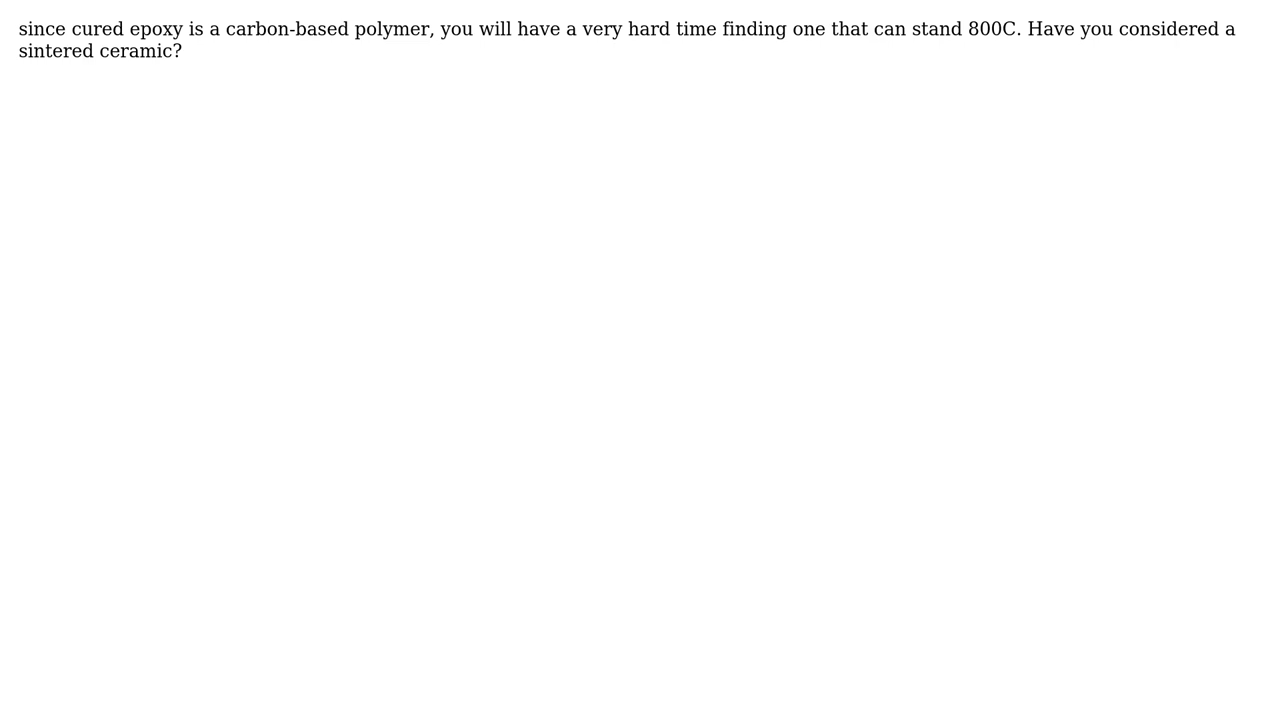 since cured epoxy is a carbon-based polymer, you will have a very hard time finding one that can stand 800C. Have you considered a
sintered ceramic?